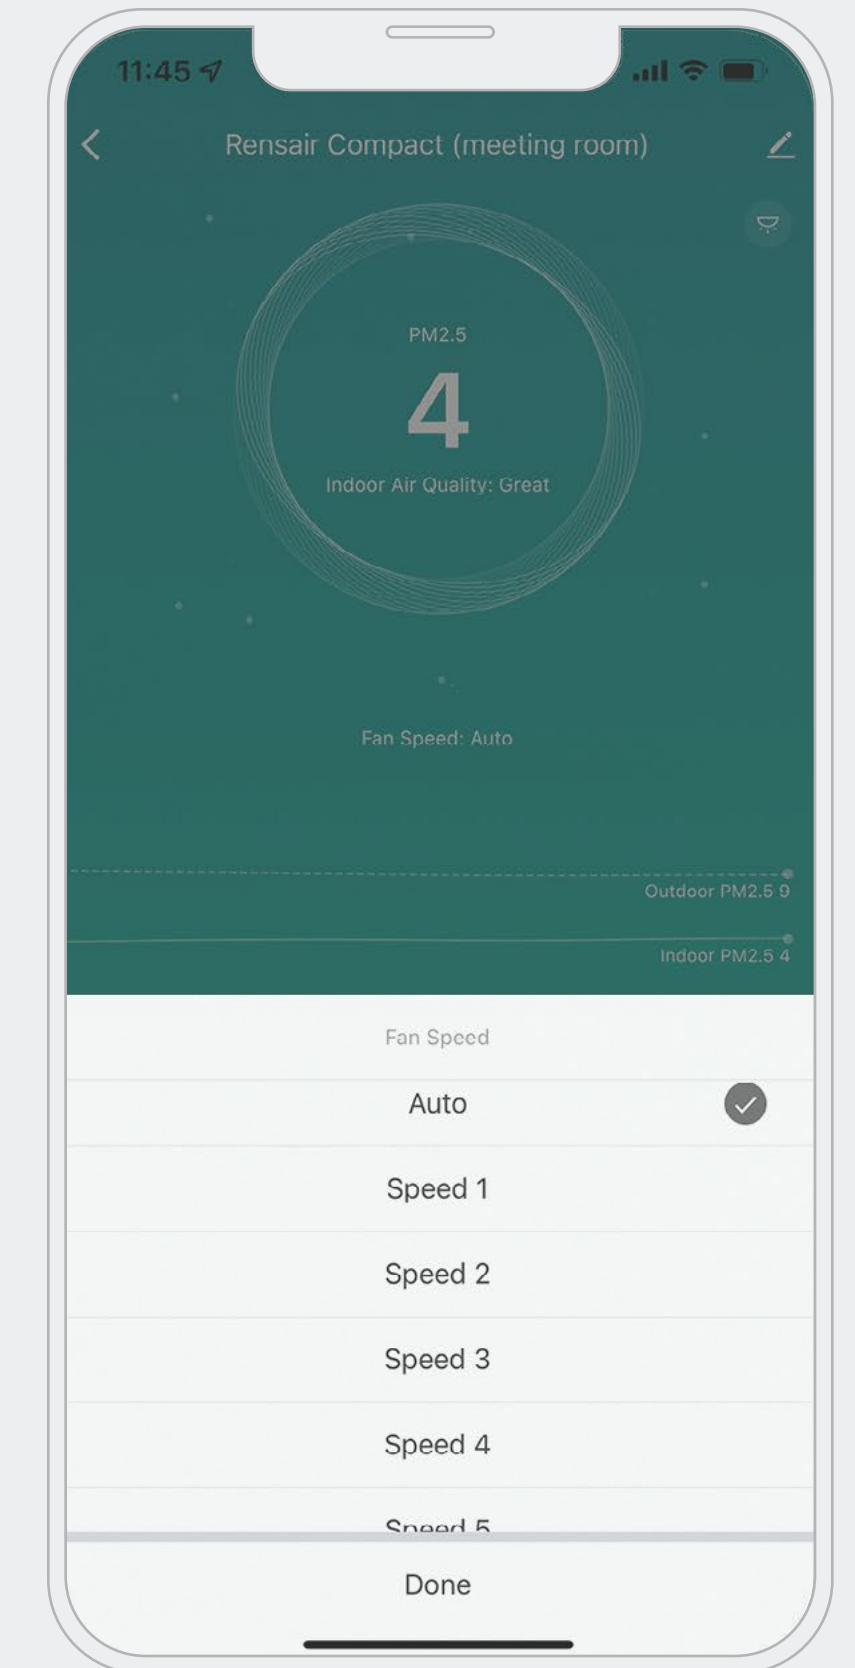 11:45
Rensair Compact (meeting room)
PM2.5
4
Indoor Air Quality: Great
Fan Speed: Auto
Outdoor PM2.5 9
Indoor PM2.5 4
Fan Speed
Auto
Speed 1
Speed 2
Speed 3
Speed 4
Speed 5
Done